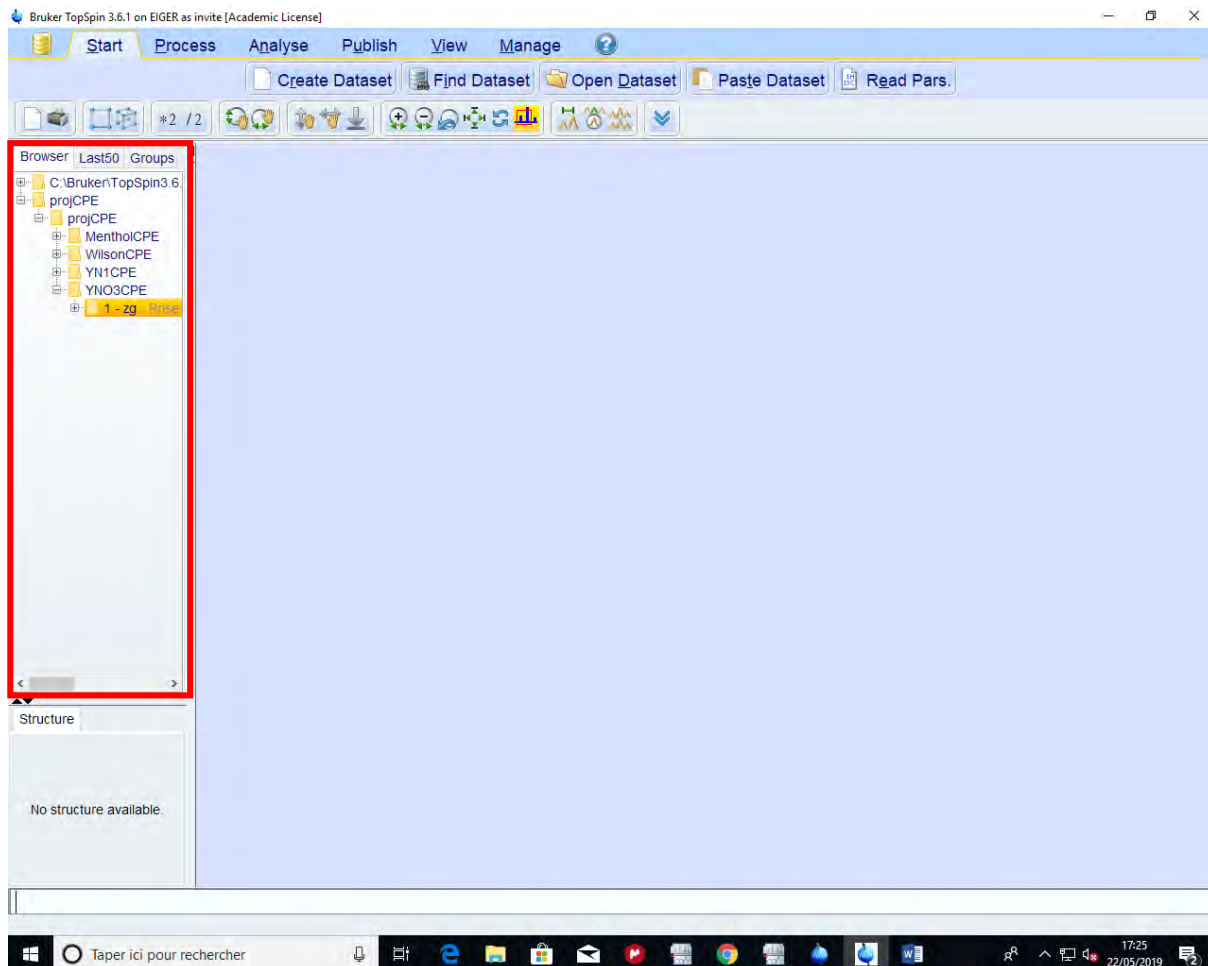 Bruker TopSpin 3.6.1 on EIGER as invite [Academic License]
Start Process Analyse Publish View Manage
Create Dataset Find Dataset Open Dataset Paste Dataset Read Pars.
*2 /2
Browser Last50 Groups
C:\Bruker\TopSpin3.6.
projCPE
projCPE
MentholCPE
WilsonCPE
YN1CPE
YNO3CPE
1 - zg
Structure
No structure available.
Taper ici pour rechercher
17:25
22/05/2019
2